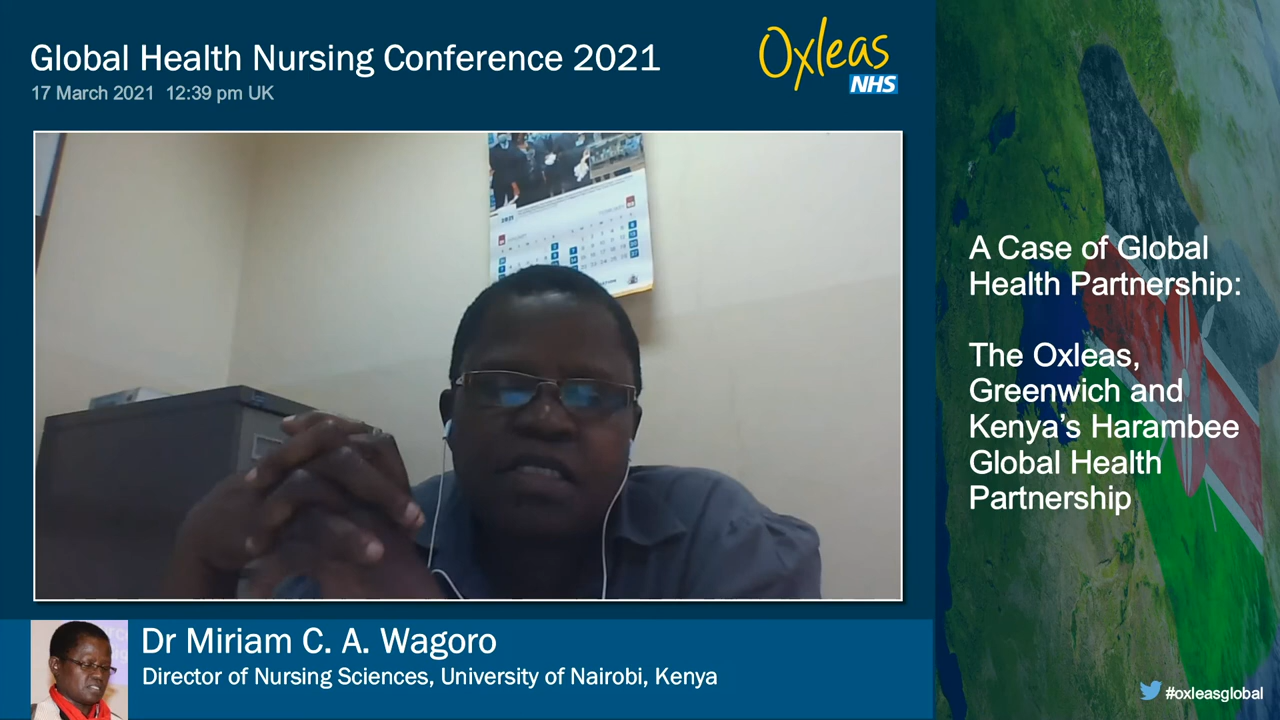 Global Health Nursing Conference 2021
17 March 2021 12:39 pm UK
Oxleas
NHS
2021
A Case of Global
Health Partnership:
The Oxleas,
Greenwich and
Kenya's Harambee
Global Health
Partnership
Dr Miriam C. A. Wagoro
Director of Nursing Sciences, University of Nairobi, Kenya
#oxleasglobal